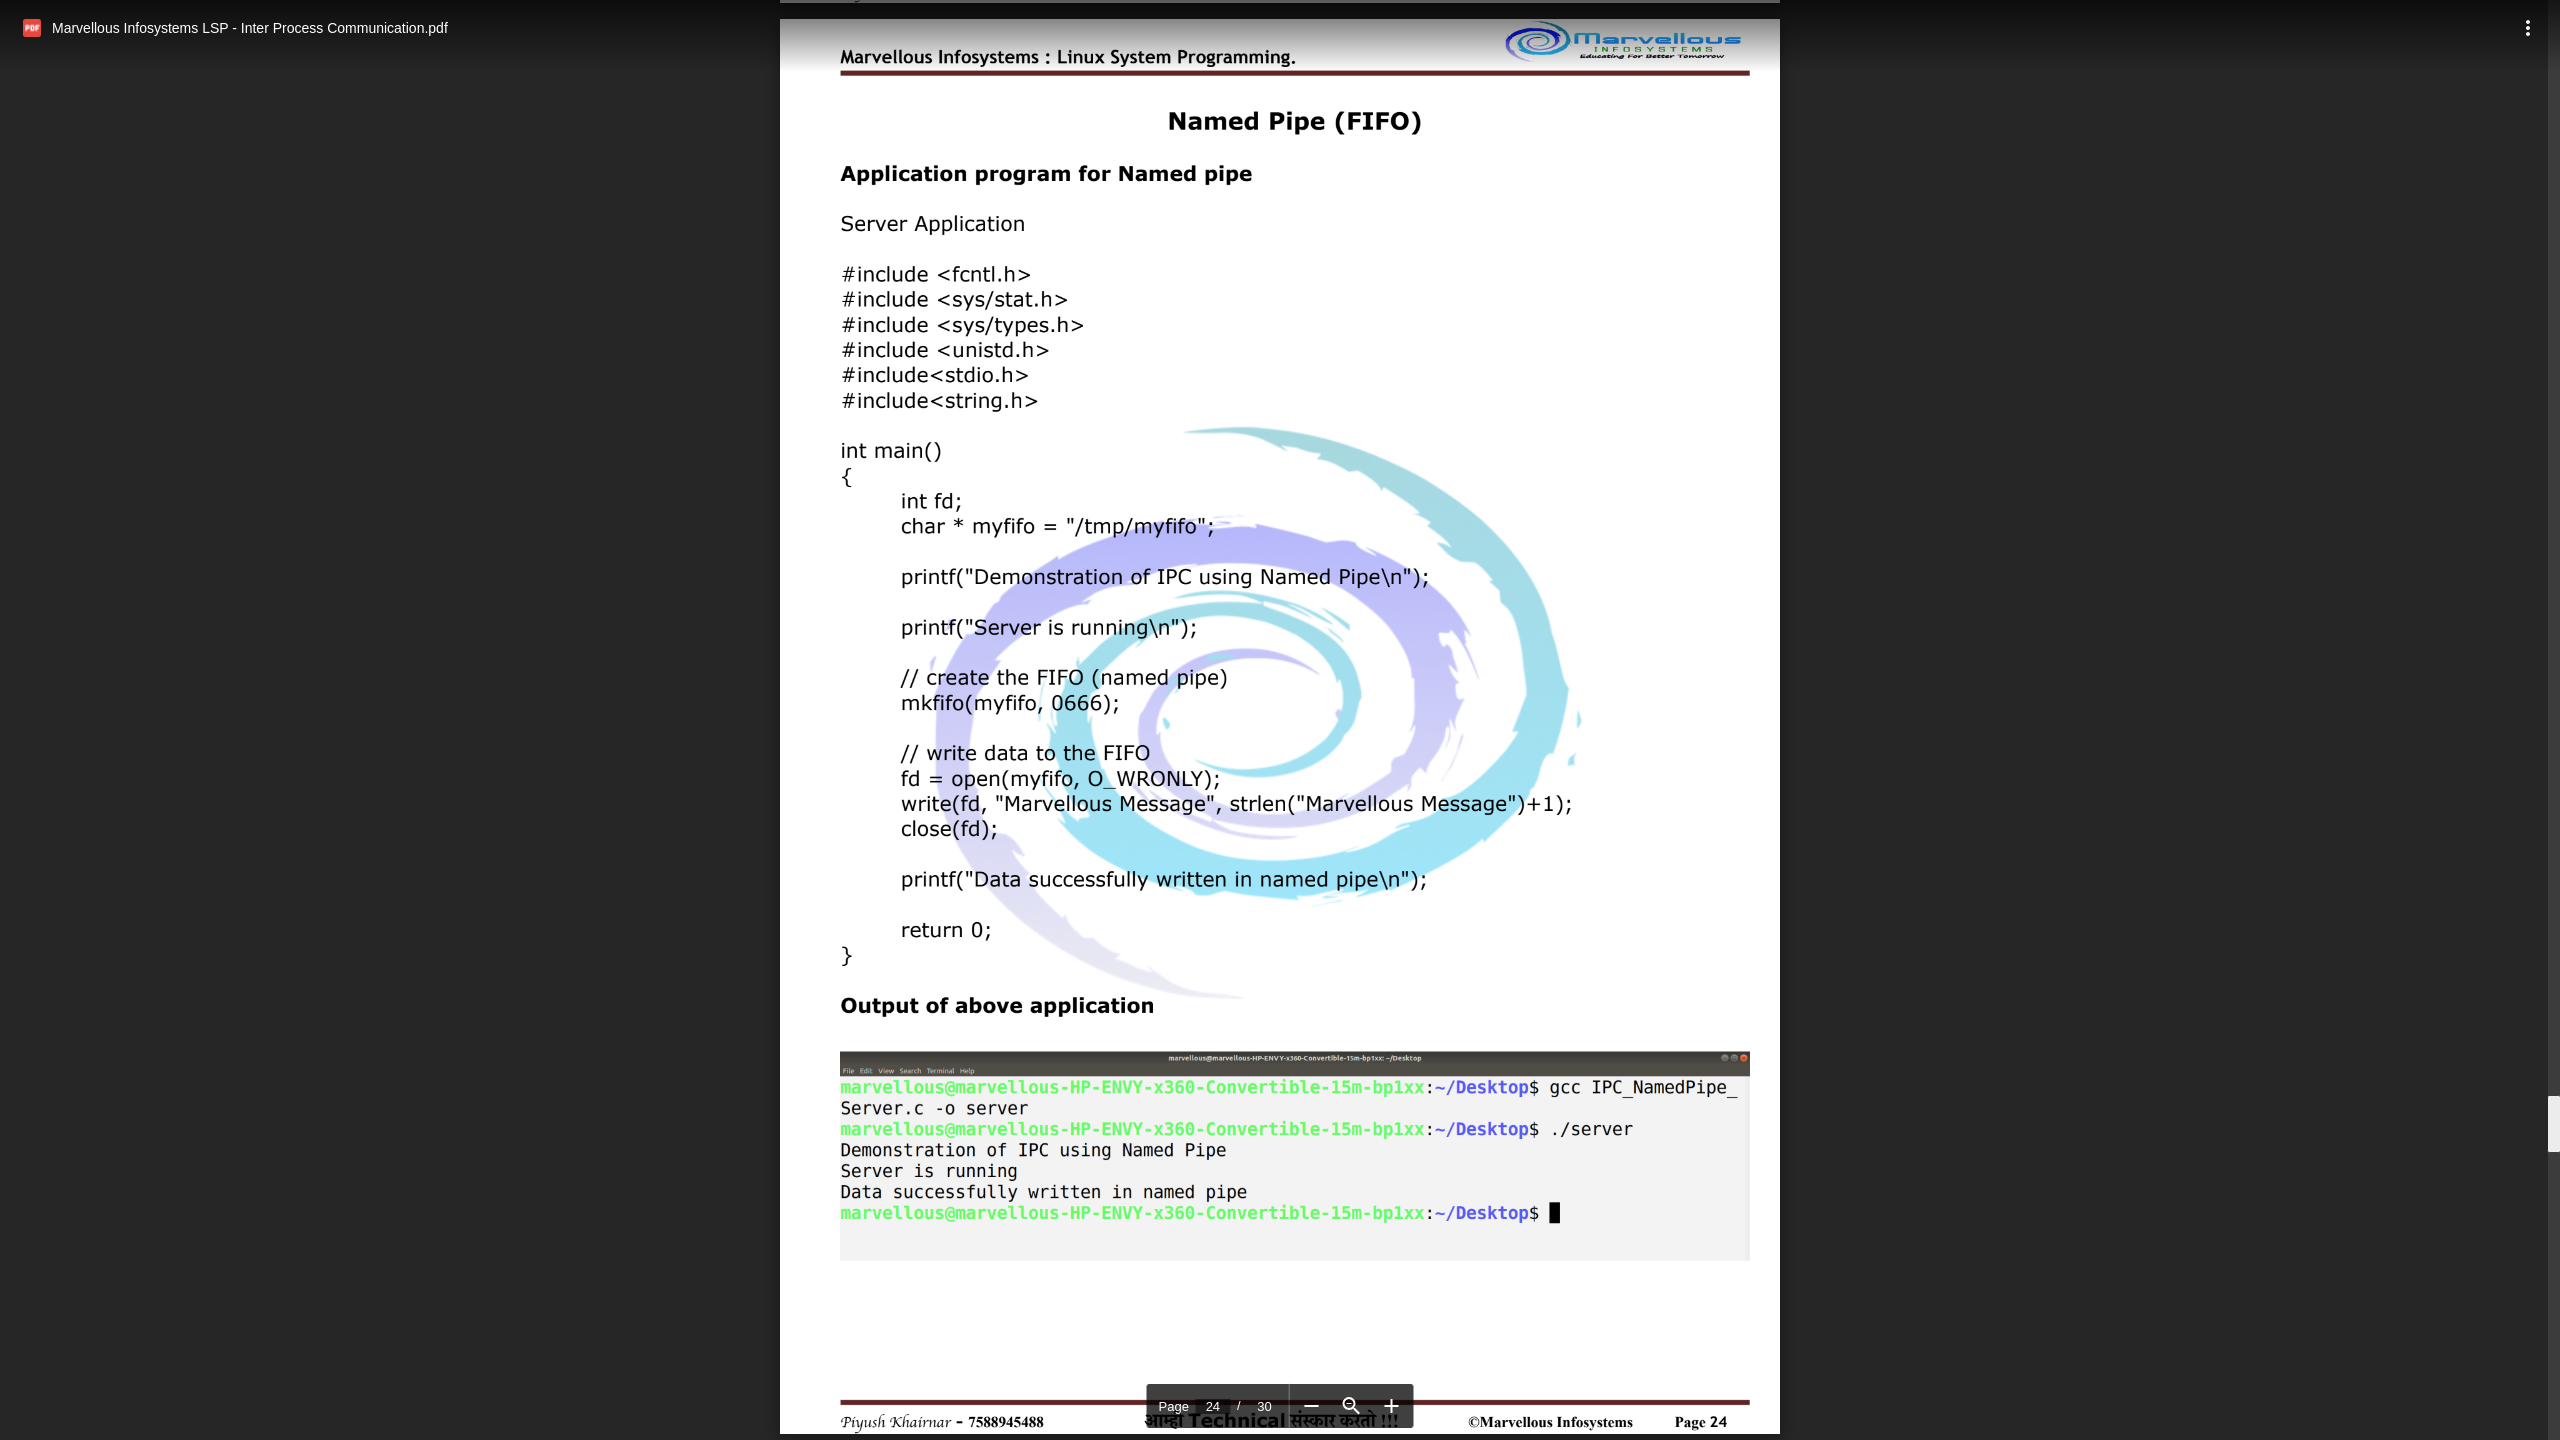 Marvellous Infosystems LSP - Inter Process Communication.pdf
Marvellous Infosystems : Linux System Programming.
Marvellous
INFOSYSTEMS
Educating For Better Tomorrow
Named Pipe (FIFO)
Application program for Named pipe
Server Application
#include <fcntl.h>
#include <sys/stat.h>
#include <sys/types.h>
#include <unistd.h>
#include<stdio.h>
#include<string.h>
int main()
{
int fd;
char * myfifo = "/tmp/myfifo";
printf("Demonstration of IPC using Named Pipe\n");
printf("Server is running\n");
// create the FIFO (named pipe)
mkfifo(myfifo, 0666);
// write data to the FIFO
fd = open(myfifo, O_WRONLY);
write(fd, "Marvellous Message", strlen("Marvellous Message")+1);
close(fd);
printf("Data successfully written in named pipe\n");
return 0;
}
Output of above application
marvellous@marvellous-HP-ENVY-x360-Convertible-15m-bp1xx: ~/Desktop
File Edit View Search Terminal Help
marvellous@marvellous-HP-ENVY-x360-Convertible-15m-bp1xx:~/Desktop$ gcc IPC_NamedPipe_
Server.c -o server
marvellous@marvellous-HP-ENVY-x360-Convertible-15m-bp1xx:~/Desktop$ ./server
Demonstration of IPC using Named Pipe
Server is running
Data successfully written in named pipe
marvellous@marvellous-HP-ENVY-x360-Convertible-15m-bp1xx:~/Desktop$
Page 24 / 30
Piyush Khairnar - 7588945488 आम्ही Technical संस्कार करतो !!! ©Marvellous Infosystems Page 24